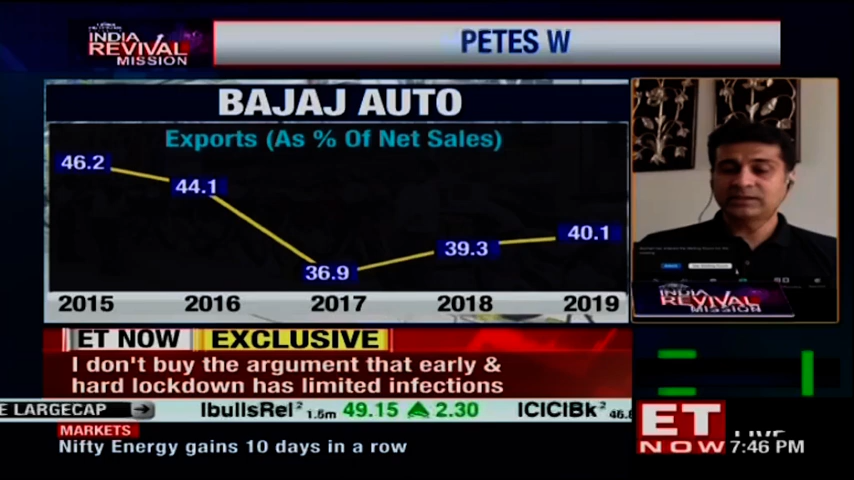 INDIA
REVIVAL
MISSION
PETES W
BAJAJ AUTO
Exports (As % Of Net Sales)
46.2
44.1
36.9
39.3
40.1
2015 2016 2017 2018 2019
INDIA
REVIVAL
MISSION
ET NOW EXCLUSIVE
I don't buy the argument that early &
hard lockdown has limited infections
E LARGECAP IbullsRel² 1.5m 49.15 2.30 ICICIBk²
MARKETS
Nifty Energy gains 10 days in a row
ET
NOW
7:46 PM